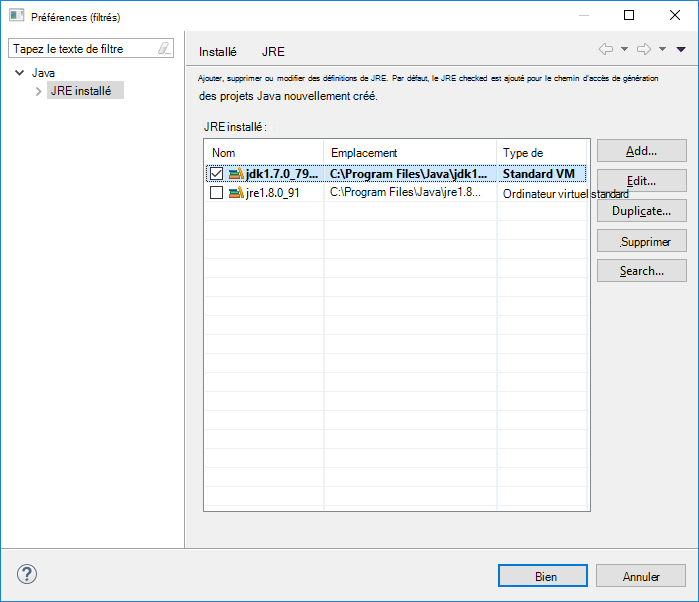 Préférences (filtrés)
Tapez le texte de filtre
Java
JRE installé
Installé JRE
Ajouter, supprimer ou modifier des définitions de JRE. Par défaut, le JRE checked est ajouté pour le chemin d'accès de génération
des projets Java nouvellement créé.
JRE installé :
Nom Emplacement Type de
jdk1.7.0_79... C:\Program Files\Java\jdk1... Standard VM
jre1.8.0_91 C:\Program Files\Java\jre1.8... Ordinateur virtuel standard
Add...
Edit...
Duplicate...
Supprimer
Search...
?
Bien Annuler